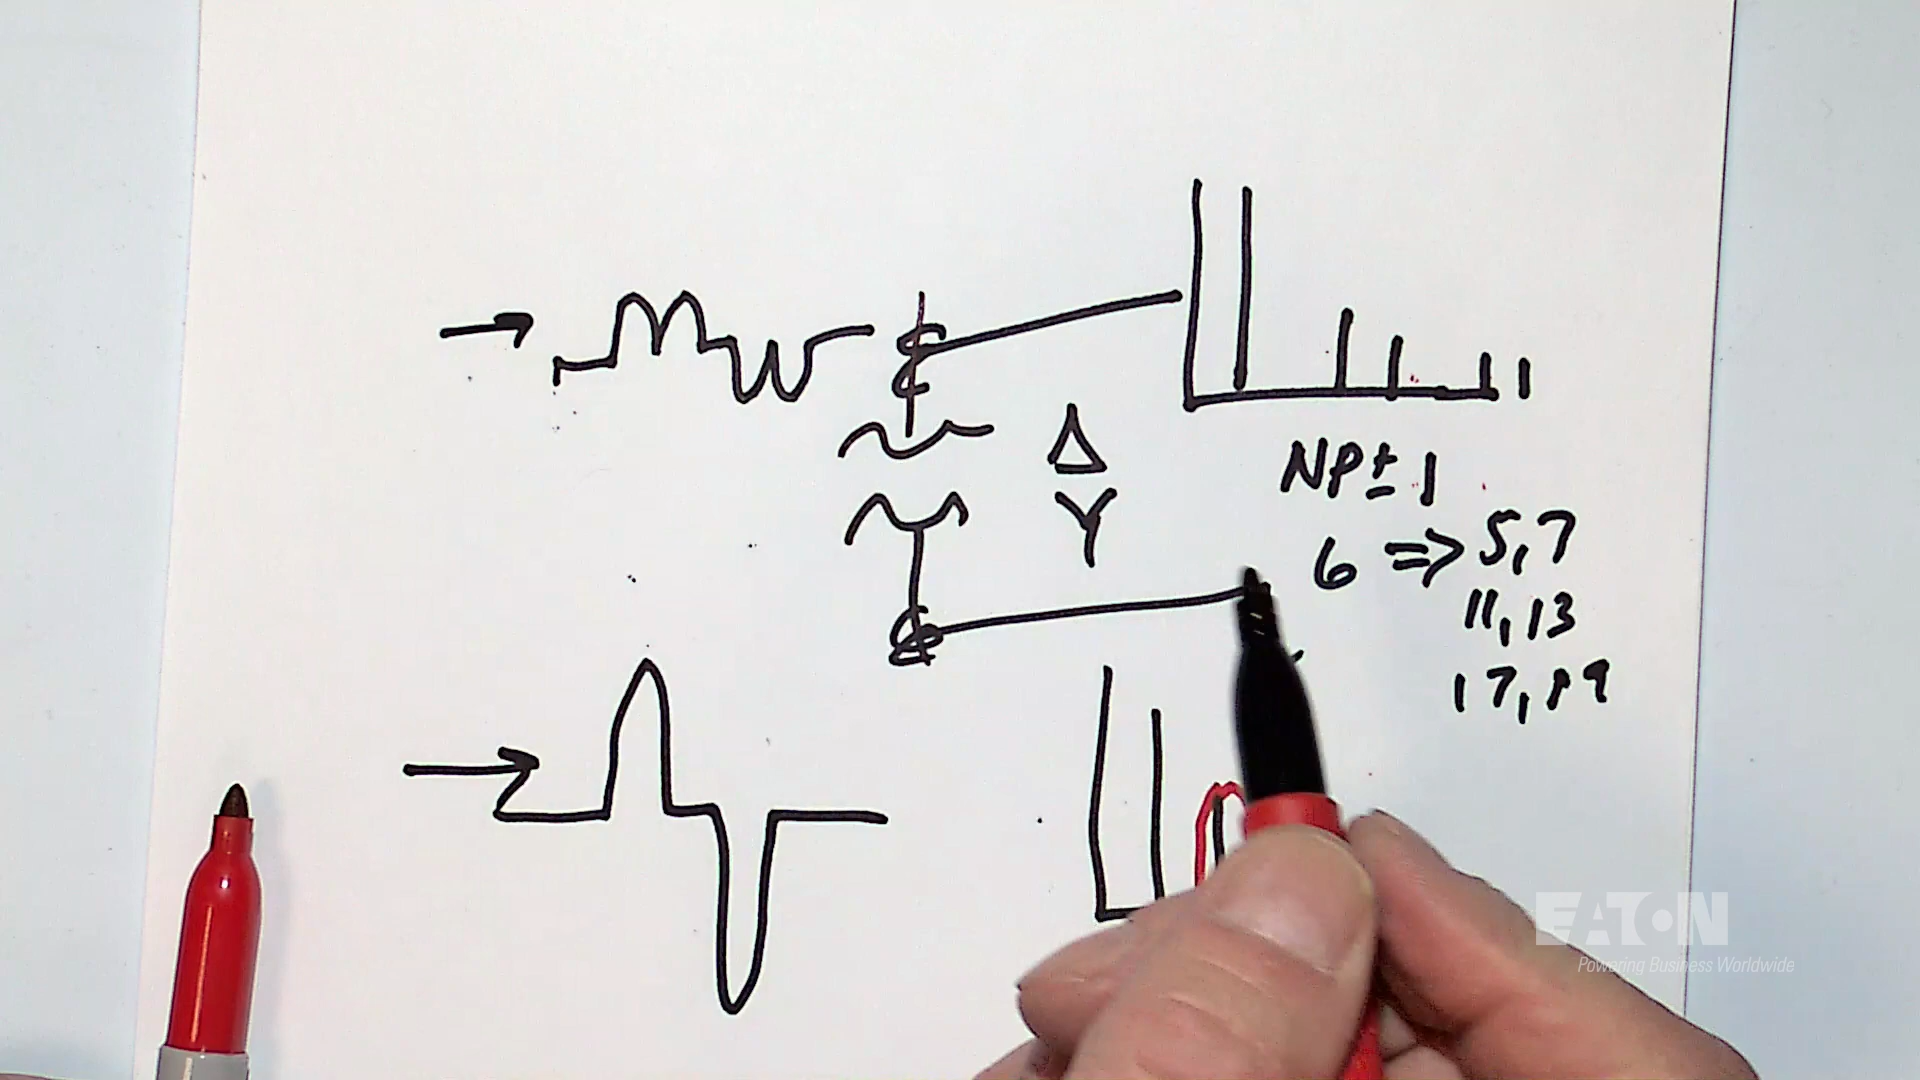 Δ
Y
NP±1
6 => 5,7
11,13
17,19
EATON
Powering Business Worldwide